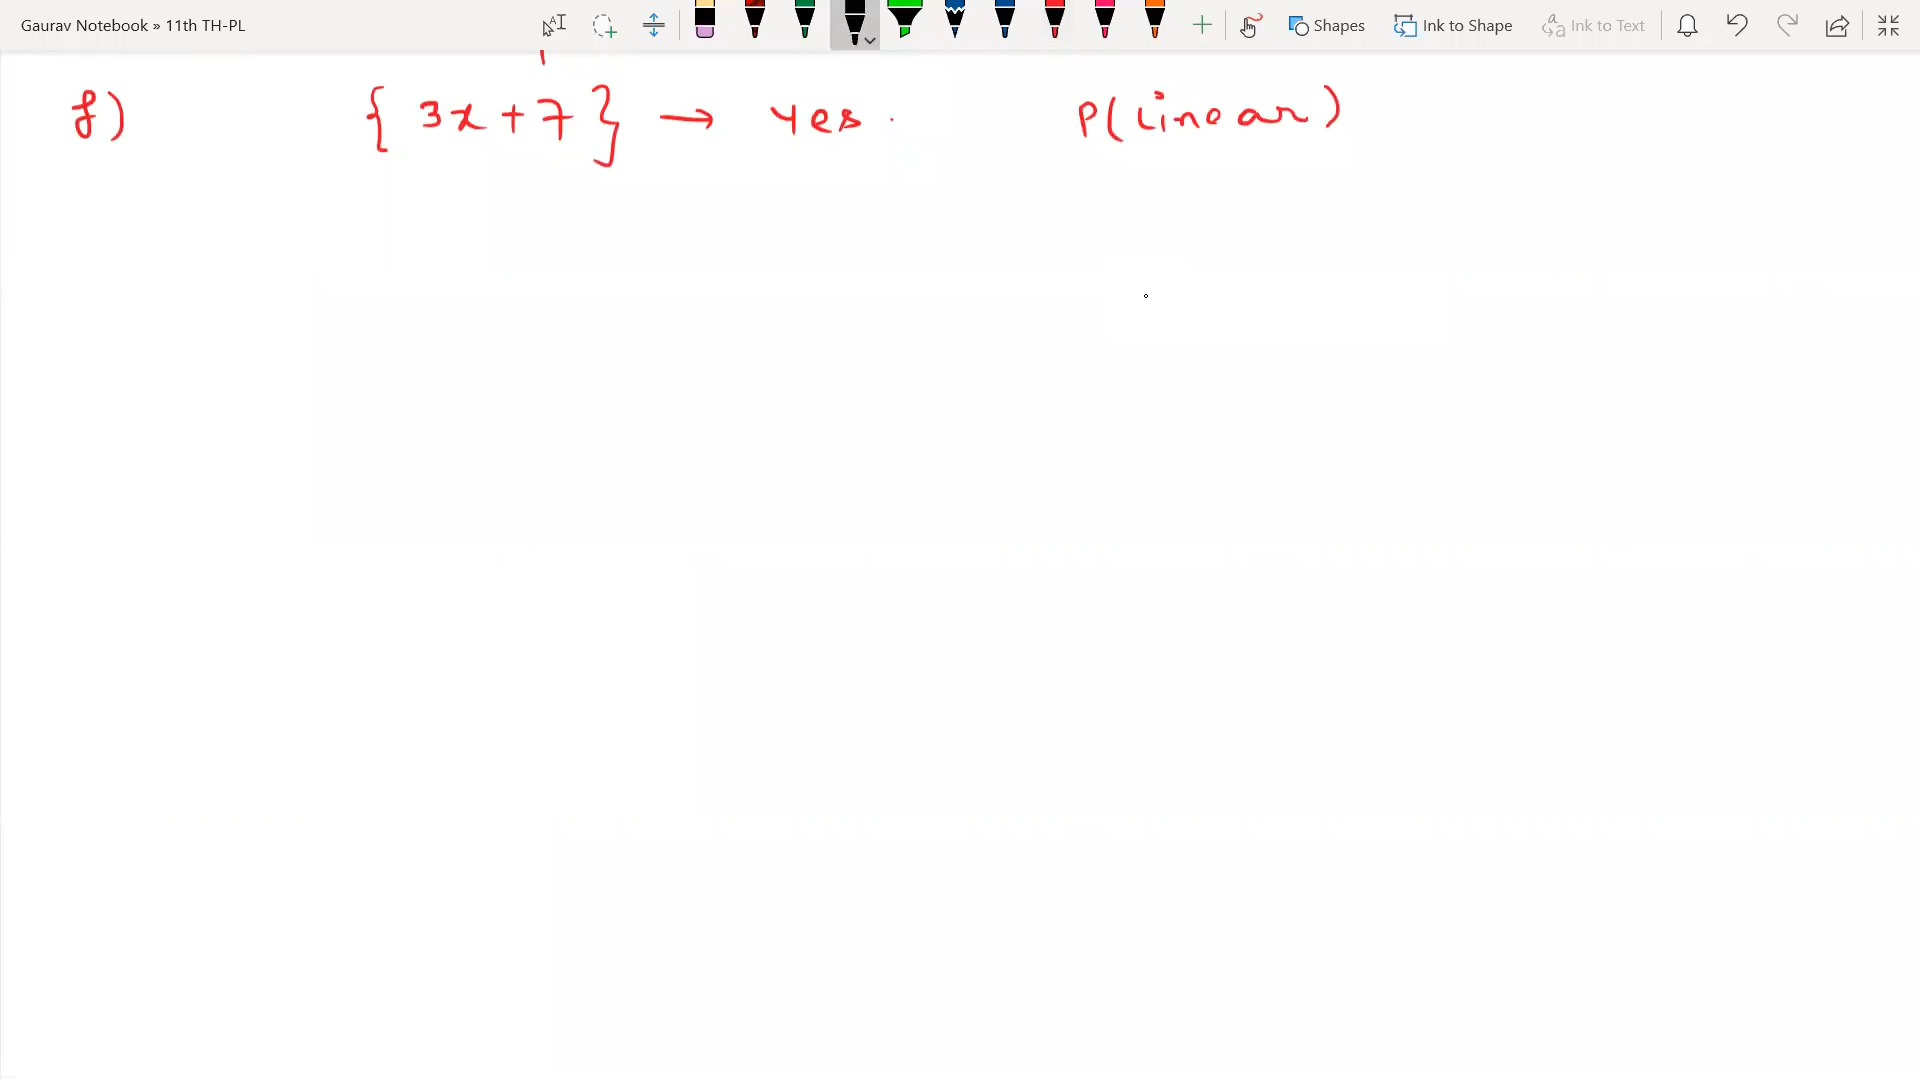 Gaurav Notebook » 11th TH-PL
Shapes
Ink to Shape
Ink to Text
f) { 3x + 7 } → Yes. P(Linear)